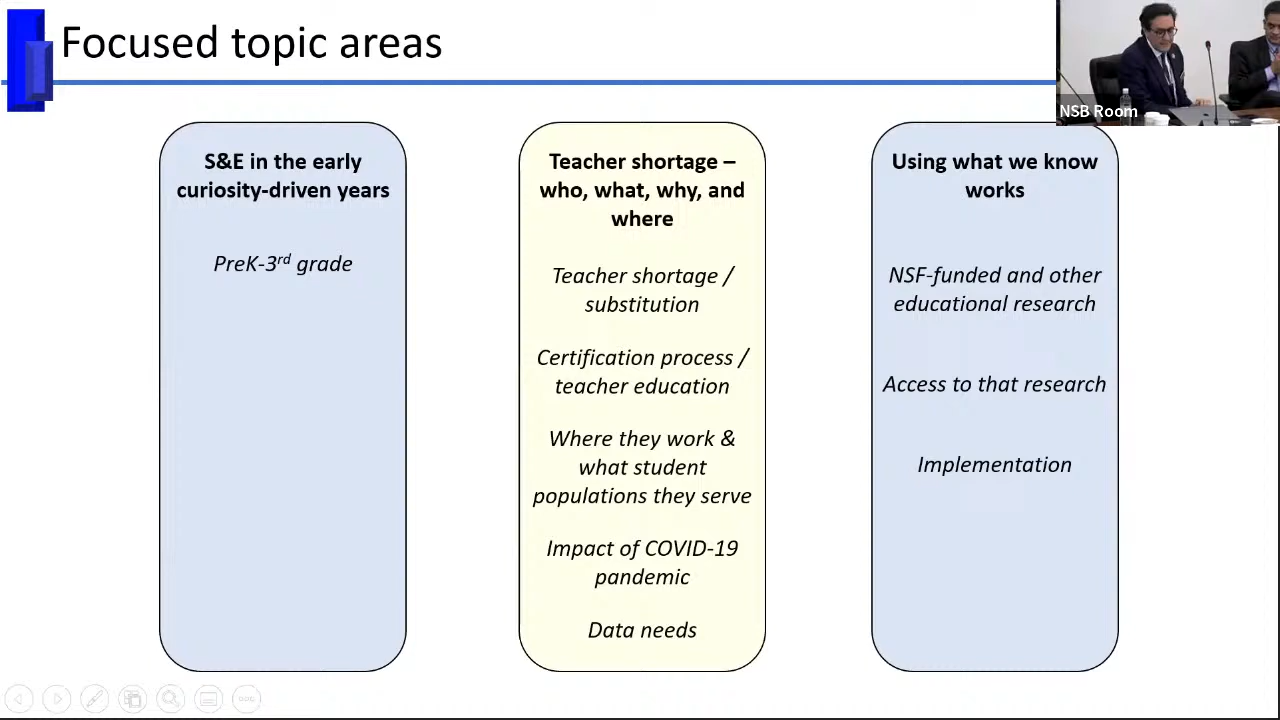 Focused topic areas
NSB Room
S&E in the early
curiosity-driven years
PreK-3rd grade
Teacher shortage –
who, what, why, and
where
Teacher shortage /
substitution
Certification process /
teacher education
Where they work &
what student
populations they serve
Impact of COVID-19
pandemic
Data needs
Using what we know
works
NSF-funded and other
educational research
Access to that research
Implementation